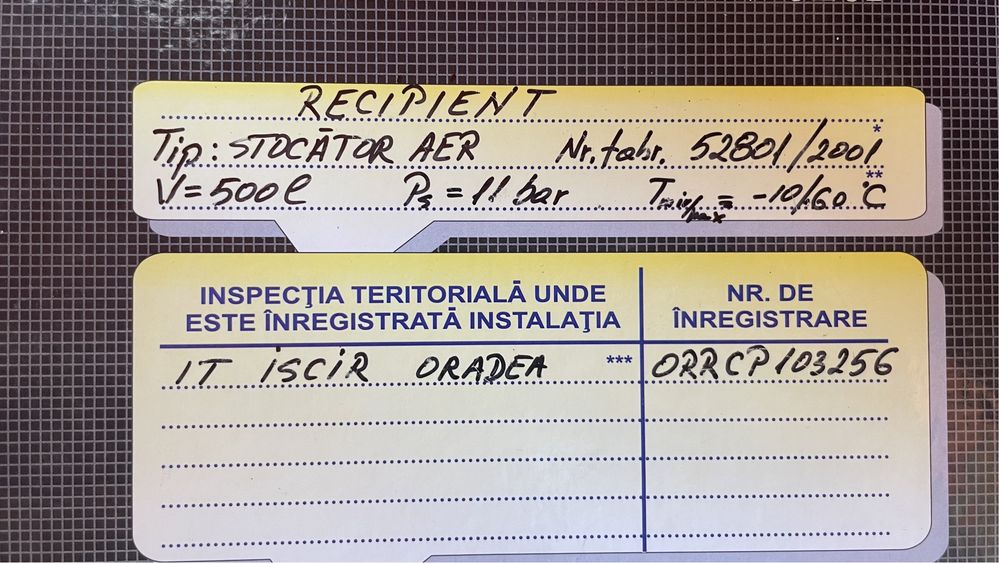 RECIPIENT
Tip: STOCĂTOR AER Nr. fabr. 52801/2001 *
V=500l Ps = 11 bar Tmin/max = -10/60 °C **
INSPECŢIA TERITORIALĂ UNDE
ESTE ÎNREGISTRATĂ INSTALAŢIA
NR. DE
ÎNREGISTRARE
IT ISCIR ORADEA *** ORRCP103256